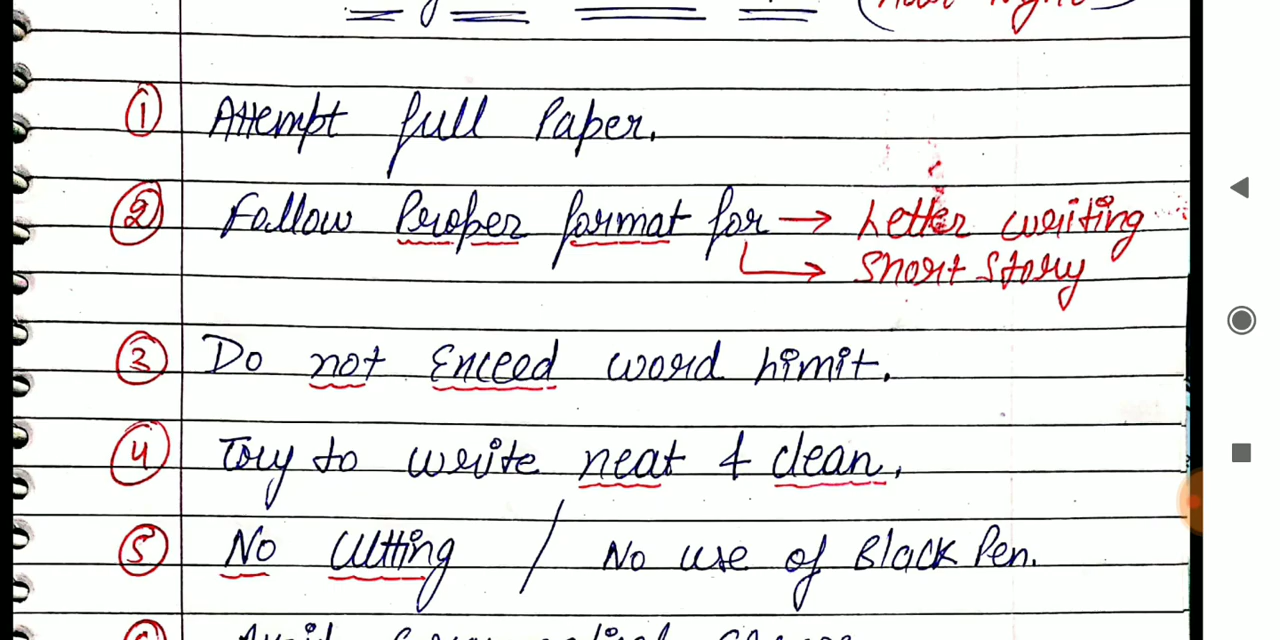 ① Attempt full Paper.
② Follow Proper format for → Letter writing
→ Short Story
③ Do not Exceed word limit.
④ Try to write neat & clean.
⑤ No Cutting / No use of Black Pen.
Avoid